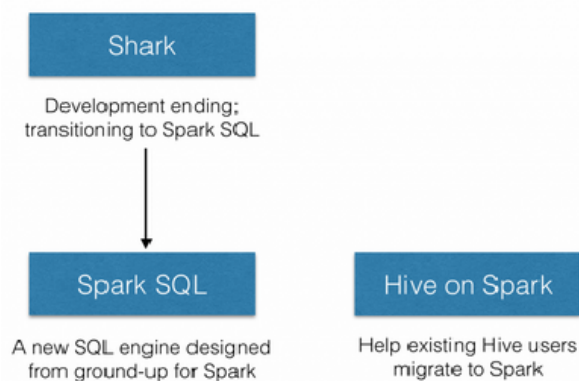 Shark
Development ending;
transitioning to Spark SQL
Spark SQL
A new SQL engine designed
from ground-up for Spark
Hive on Spark
Help existing Hive users
migrate to Spark